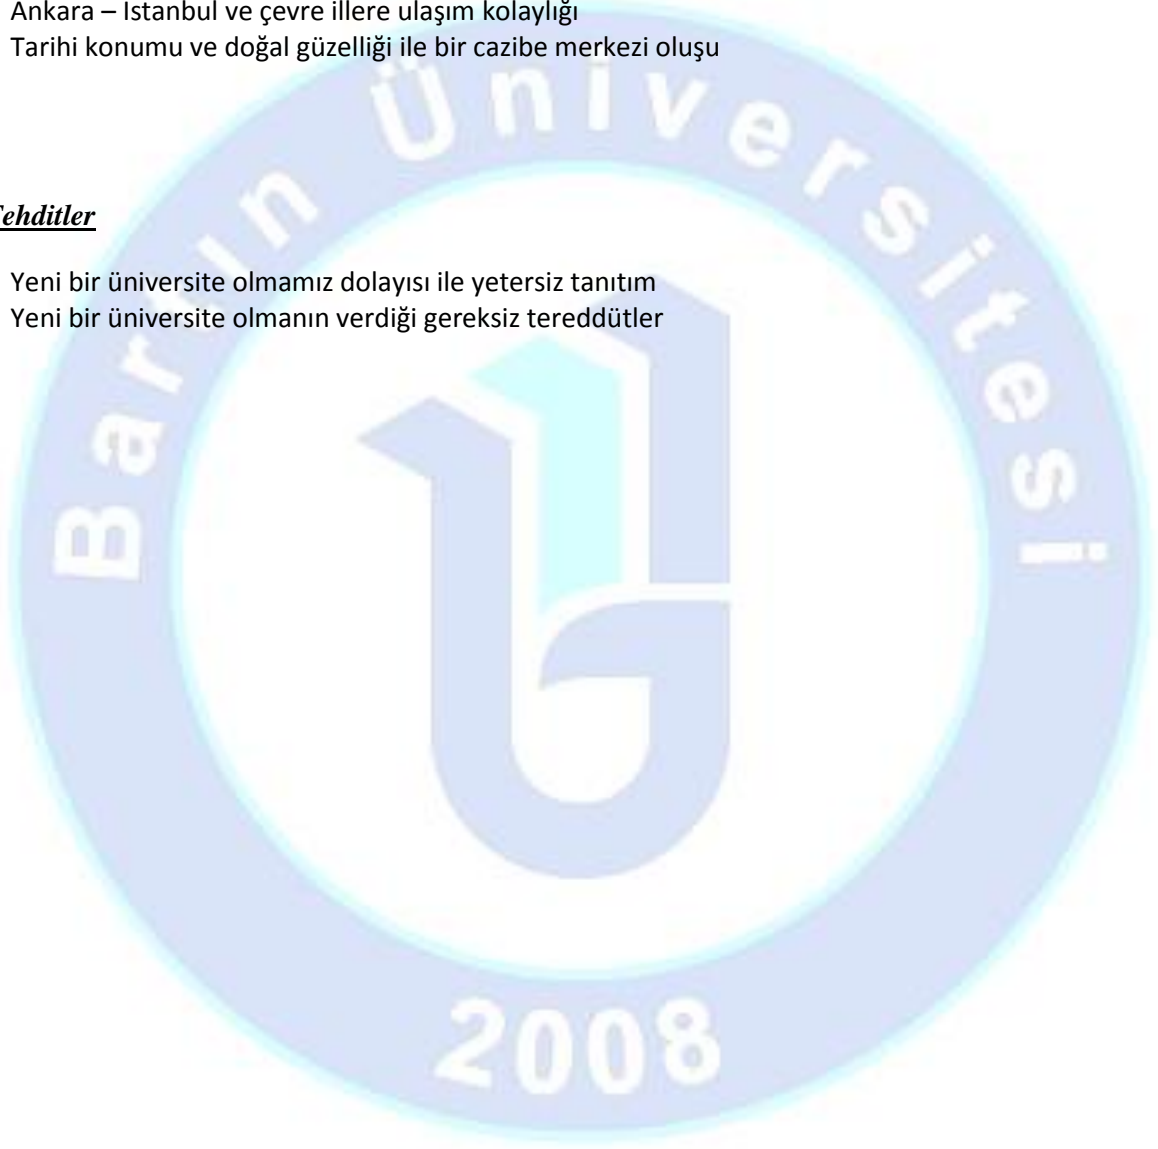 Ankara – İstanbul ve çevre illere ulaşım kolaylığı
Tarihi konumu ve doğal güzelliği ile bir cazibe merkezi oluşu
Tehditler
Yeni bir üniversite olmamız dolayısı ile yetersiz tanıtım
Yeni bir üniversite olmanın verdiği gereksiz tereddütler
Bartın Üniversitesi
2008